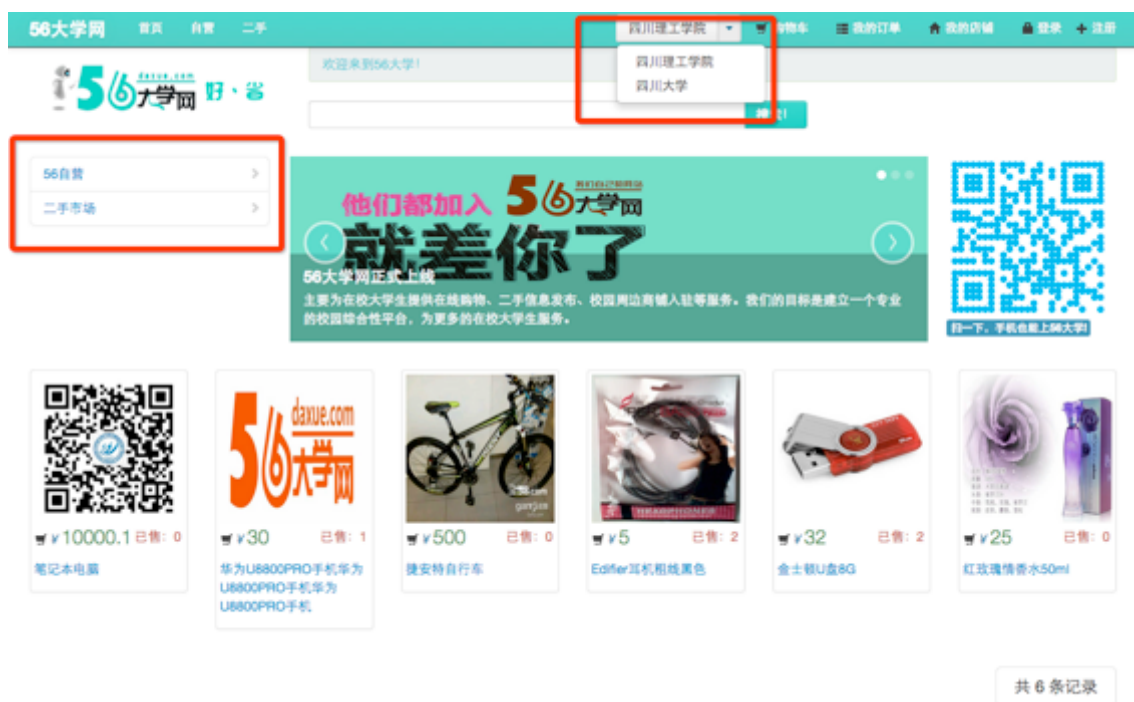 56大学网 首页 自营 二手 四川理工学院 购物车 我的订单 我的店铺 登录 注册
四川理工学院
四川大学
欢迎来到56大学！
daxue.com
56大学网 好、省
56自营
二手市场
他们都加入 56大学网
就差你了
56大学网正式上线
主要为在校大学生提供在线购物、二手信息发布、校园周边商铺入驻等服务。我们的目标是建立一个专业
的校园综合性平台，为更多的在校大学生服务。
扫一下，手机也能上56大学!
daxue.com
56大学网
¥10000.1 已售：0
笔记本电脑
¥30 已售：1
华为U8800PRO手机华为
U8800PRO手机华为
U8800PRO手机
¥500 已售：0
捷安特自行车
HEADPHONES
¥5 已售：2
Edifier耳机粗线黑色
¥32 已售：2
金士顿U盘8G
¥25 已售：0
红玫瑰情香水50ml
共 6 条记录